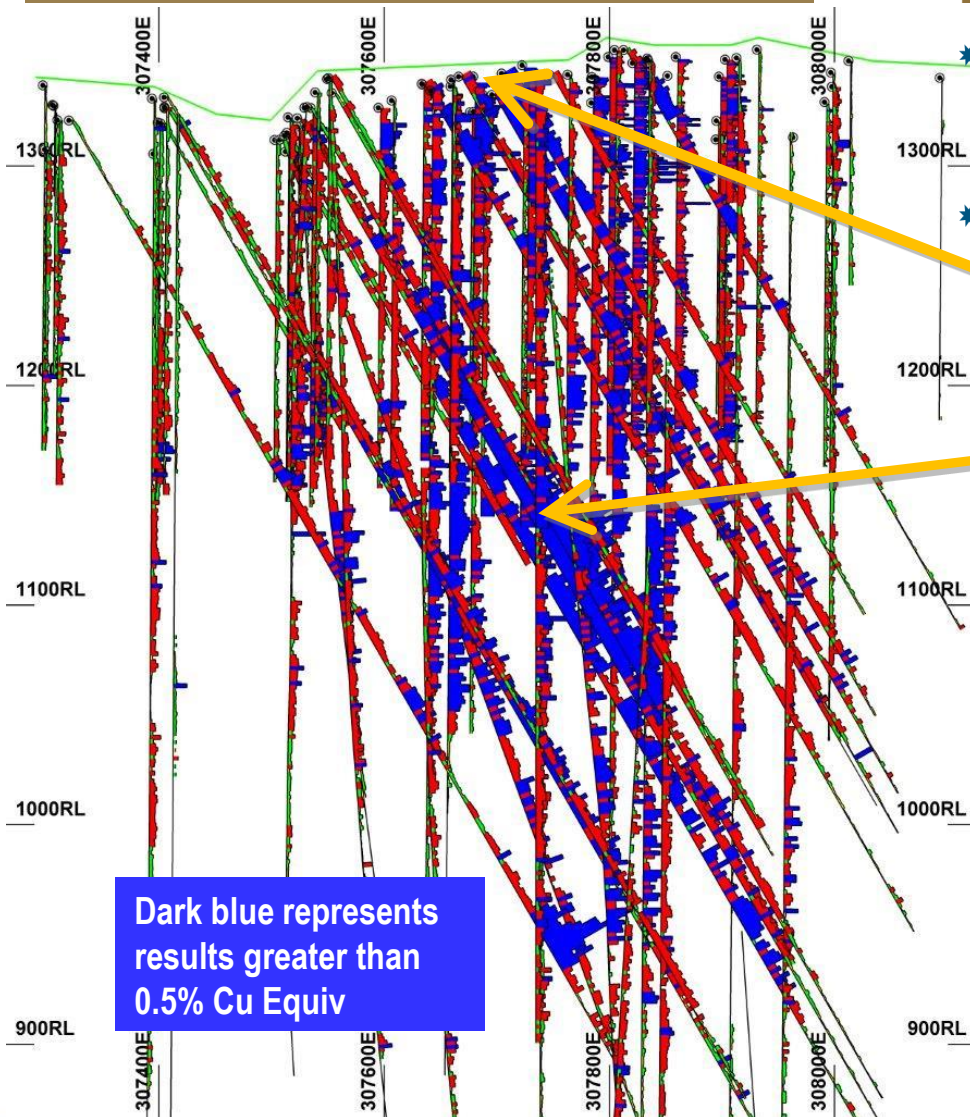 307400E
307600E
307800E
308000E
1300RL
1300RL
1200RL
1200RL
1100RL
1100RL
1000RL
1000RL
Dark blue represents
results greater than
0.5% Cu Equiv
900RL
900RL
307400E
307600E
307800E
308000E